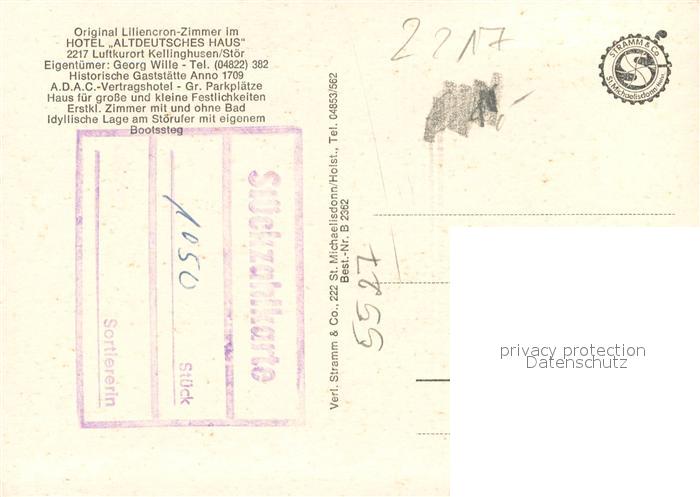 Original Liliencron-Zimmer im
HOTEL „ALTDEUTSCHES HAUS"
2217 Luftkurort Kellinghusen/Stör
Eigentümer: Georg Wille - Tel. (04822) 382
Historische Gaststätte Anno 1709
A.D.A.C.-Vertragshotel - Gr. Parkplätze
Haus für große und kleine Festlichkeiten
Erstkl. Zimmer mit und ohne Bad
Idyllische Lage am Störufer mit eigenem
Bootssteg
Stückzahlkarte
1050
Stück
Sortiererin
Verl. Stramm & Co., 222 St. Michaelisdonn/Holst., Tel. 04853/562
Best.-Nr. B 2362
2217
5527
STRAMM & Co
St. Michaelisdonn/Holst.
privacy protection
Datenschutz